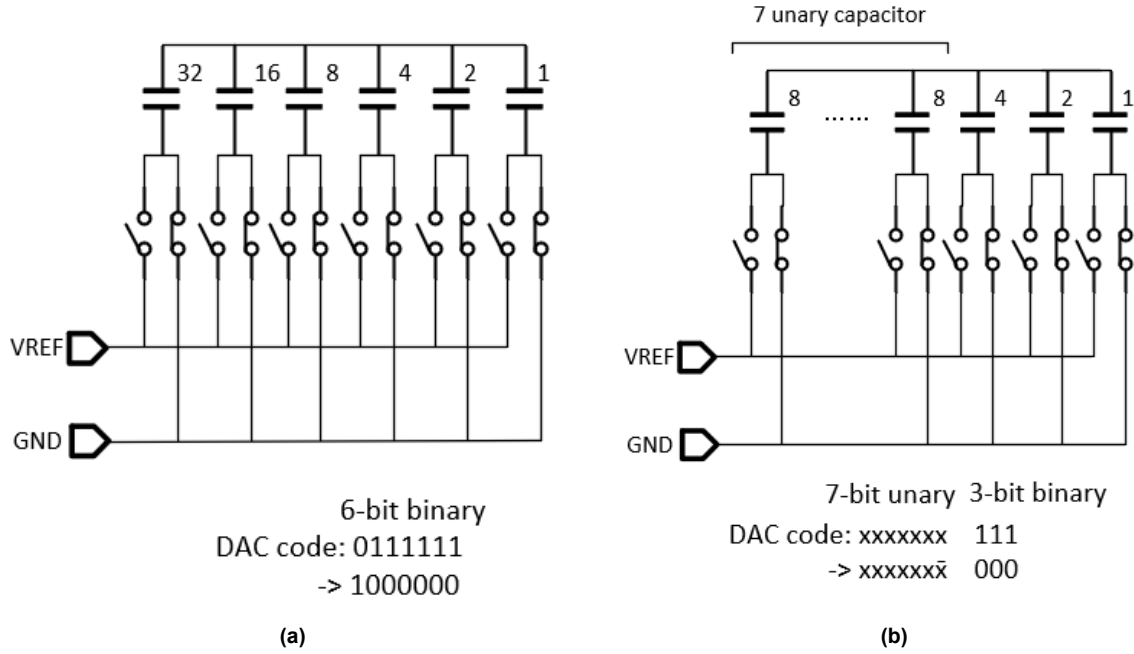 32 16 8 4 2 1
VREF
GND
6-bit binary
DAC code: 0111111
-> 1000000
(a)
7 unary capacitor
8 ...... 8 4 2 1
VREF
GND
7-bit unary 3-bit binary
DAC code: xxxxxxx 111
-> xxxxxxx̄ 000
(b)